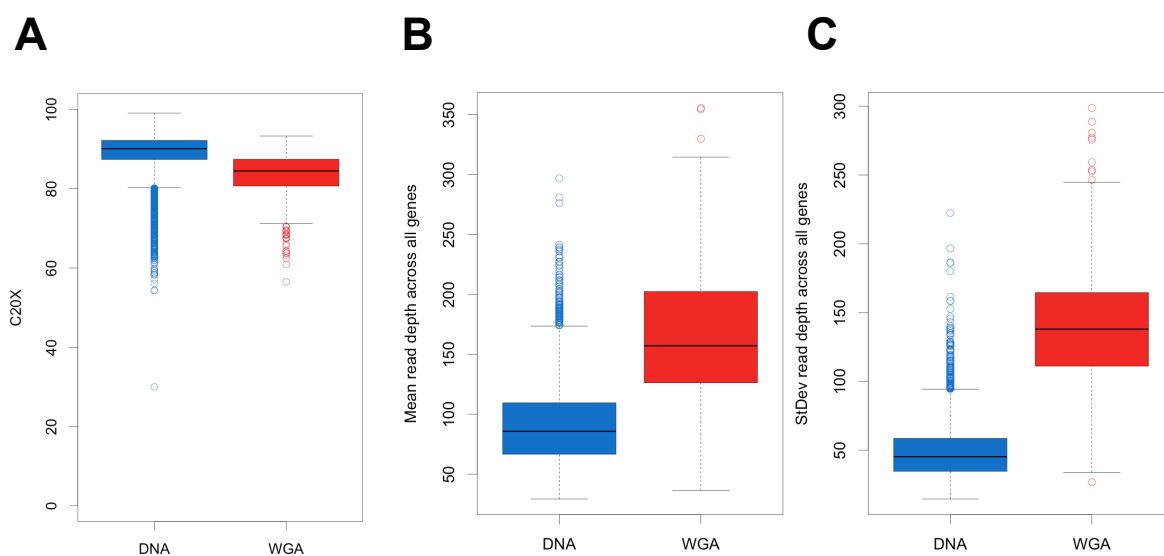 A
B
C
C20X
100
80
60
40
20
0
DNA
WGA
Mean read depth across all genes
350
300
250
200
150
100
50
DNA
WGA
StDev read depth across all genes
300
250
200
150
100
50
DNA
WGA